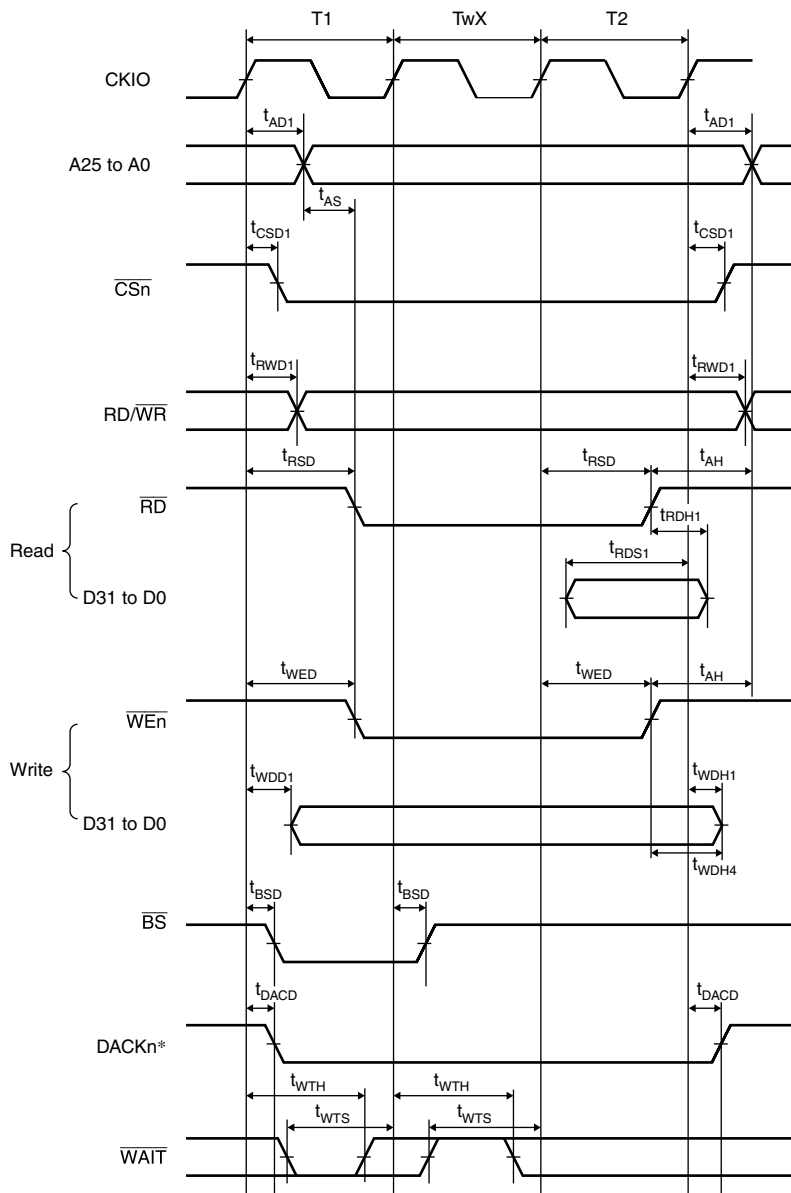 T1 TwX T2
CKIO
tAD1 tAD1
A25 to A0
tAS
tCSD1 tCSD1
CSn
tRWD1 tRWD1
RD/WR
tRSD tRSD tAH
RD
tRDH1
Read
tRDS1
D31 to D0
tWED tWED tAH
WEn
Write
tWDD1 tWDH1
D31 to D0
tWDH4
tBSD tBSD
BS
tDACD tDACD
DACKn*
tWTH tWTH
tWTS tWTS
WAIT